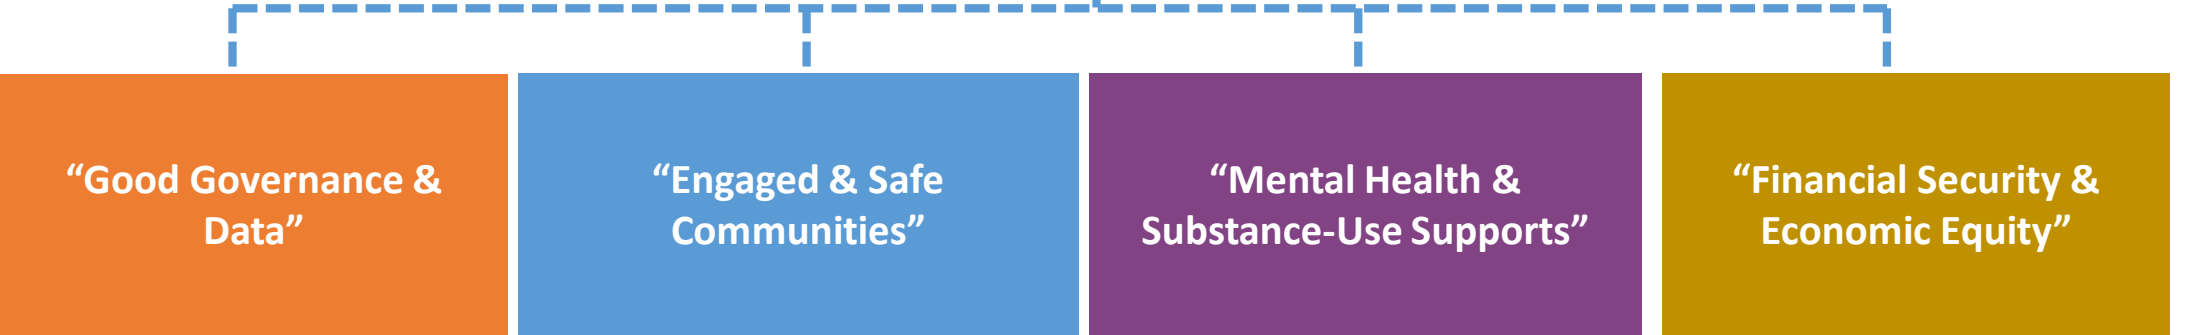 “Good Governance &
Data”
“Engaged & Safe
Communities”
“Mental Health &
Substance-Use Supports”
“Financial Security &
Economic Equity”